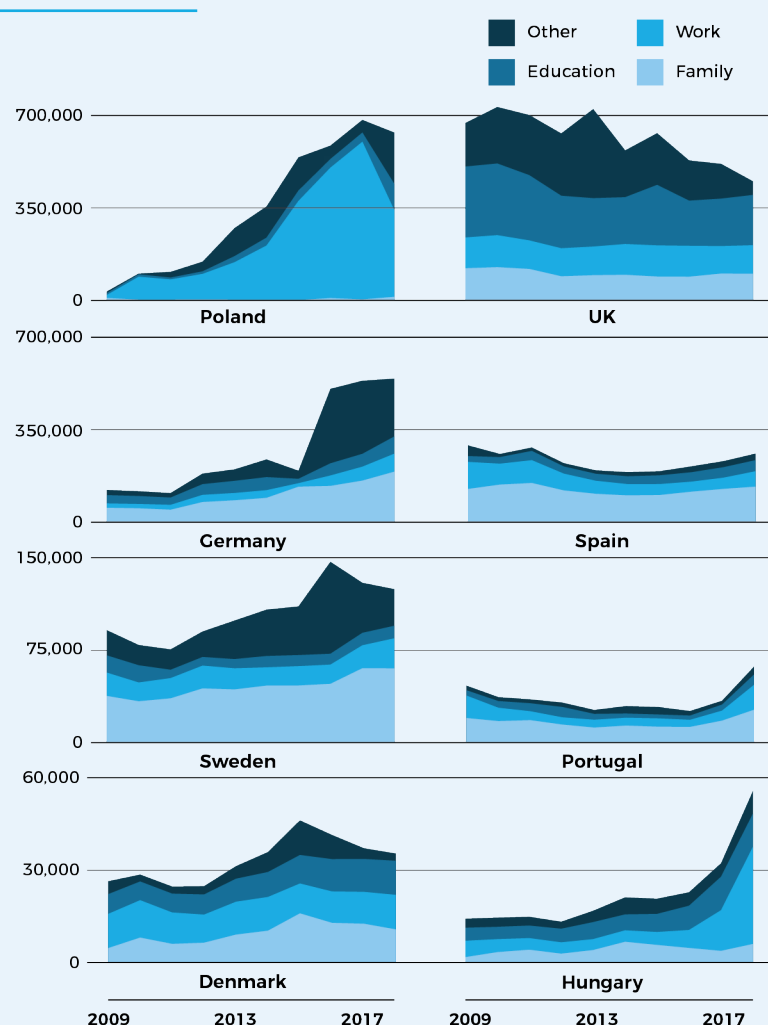 Other Work
Education Family
700,000
350,000
0
Poland UK
700,000
350,000
0
Germany Spain
150,000
75,000
0
Sweden Portugal
60,000
30,000
0
Denmark Hungary
2009 2013 2017 2009 2013 2017